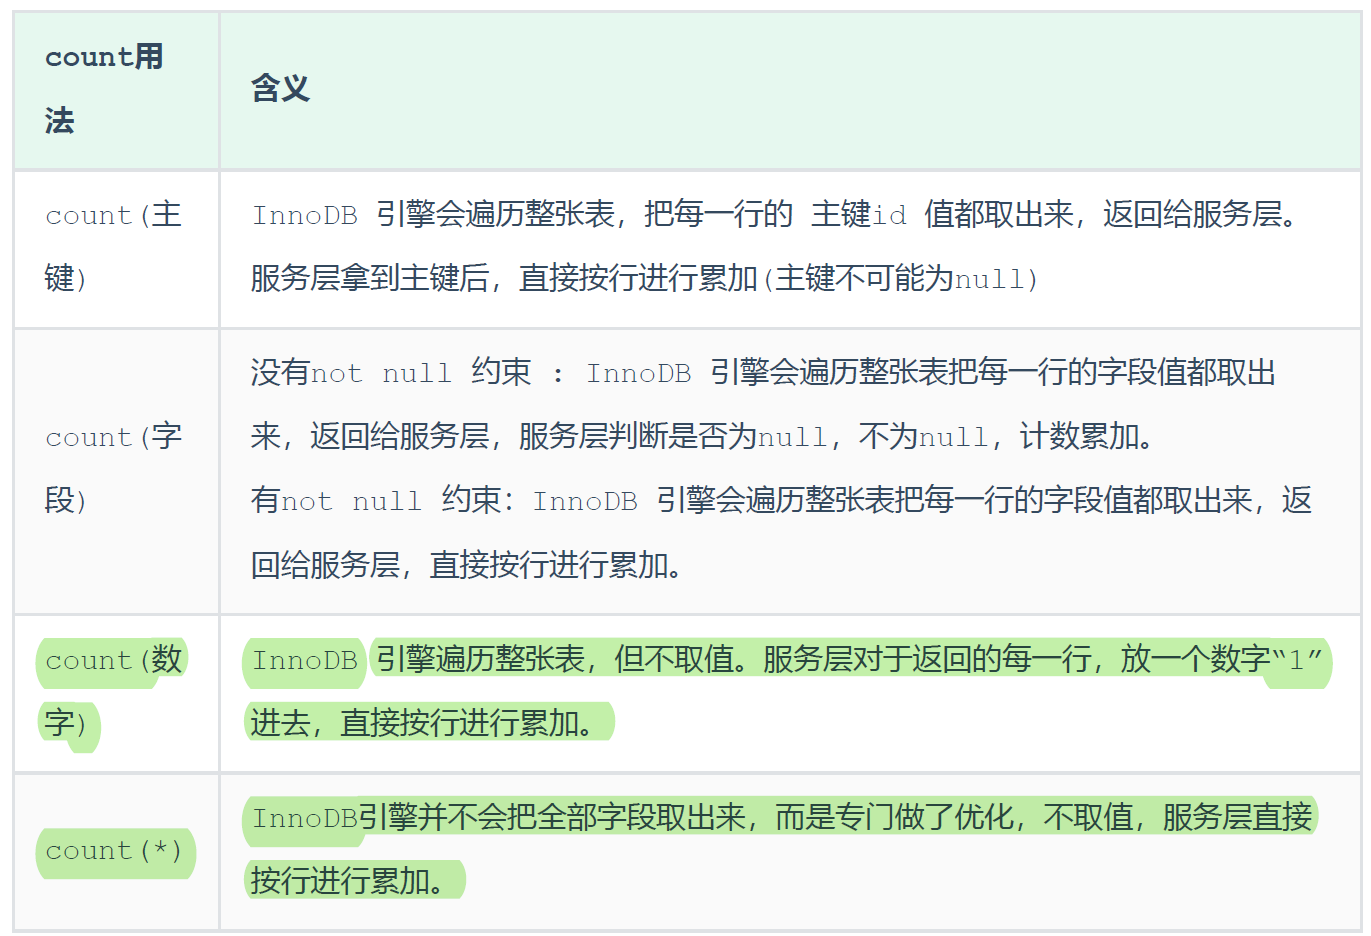 count用
法
含义
count(主
键)
InnoDB 引擎会遍历整张表，把每一行的 主键id 值都取出来，返回给服务层。
服务层拿到主键后，直接按行进行累加(主键不可能为null)
count(字
段)
没有not null 约束 : InnoDB 引擎会遍历整张表把每一行的字段值都取出
来，返回给服务层，服务层判断是否为null，不为null，计数累加。
有not null 约束：InnoDB 引擎会遍历整张表把每一行的字段值都取出来，返
回给服务层，直接按行进行累加。
count(数
字)
InnoDB 引擎遍历整张表，但不取值。服务层对于返回的每一行，放一个数字“1”
进去，直接按行进行累加。
count(*)
InnoDB引擎并不会把全部字段取出来，而是专门做了优化，不取值，服务层直接
按行进行累加。